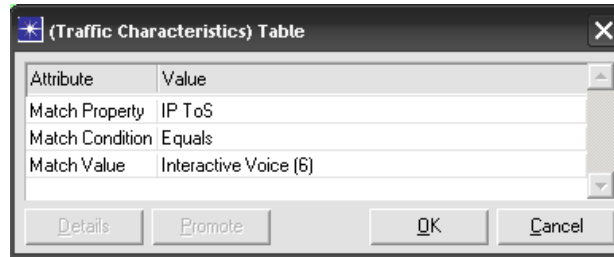 (Traffic Characteristics) Table
Attribute Value
Match Property IP ToS
Match Condition Equals
Match Value Interactive Voice (6)
Details Promote OK Cancel